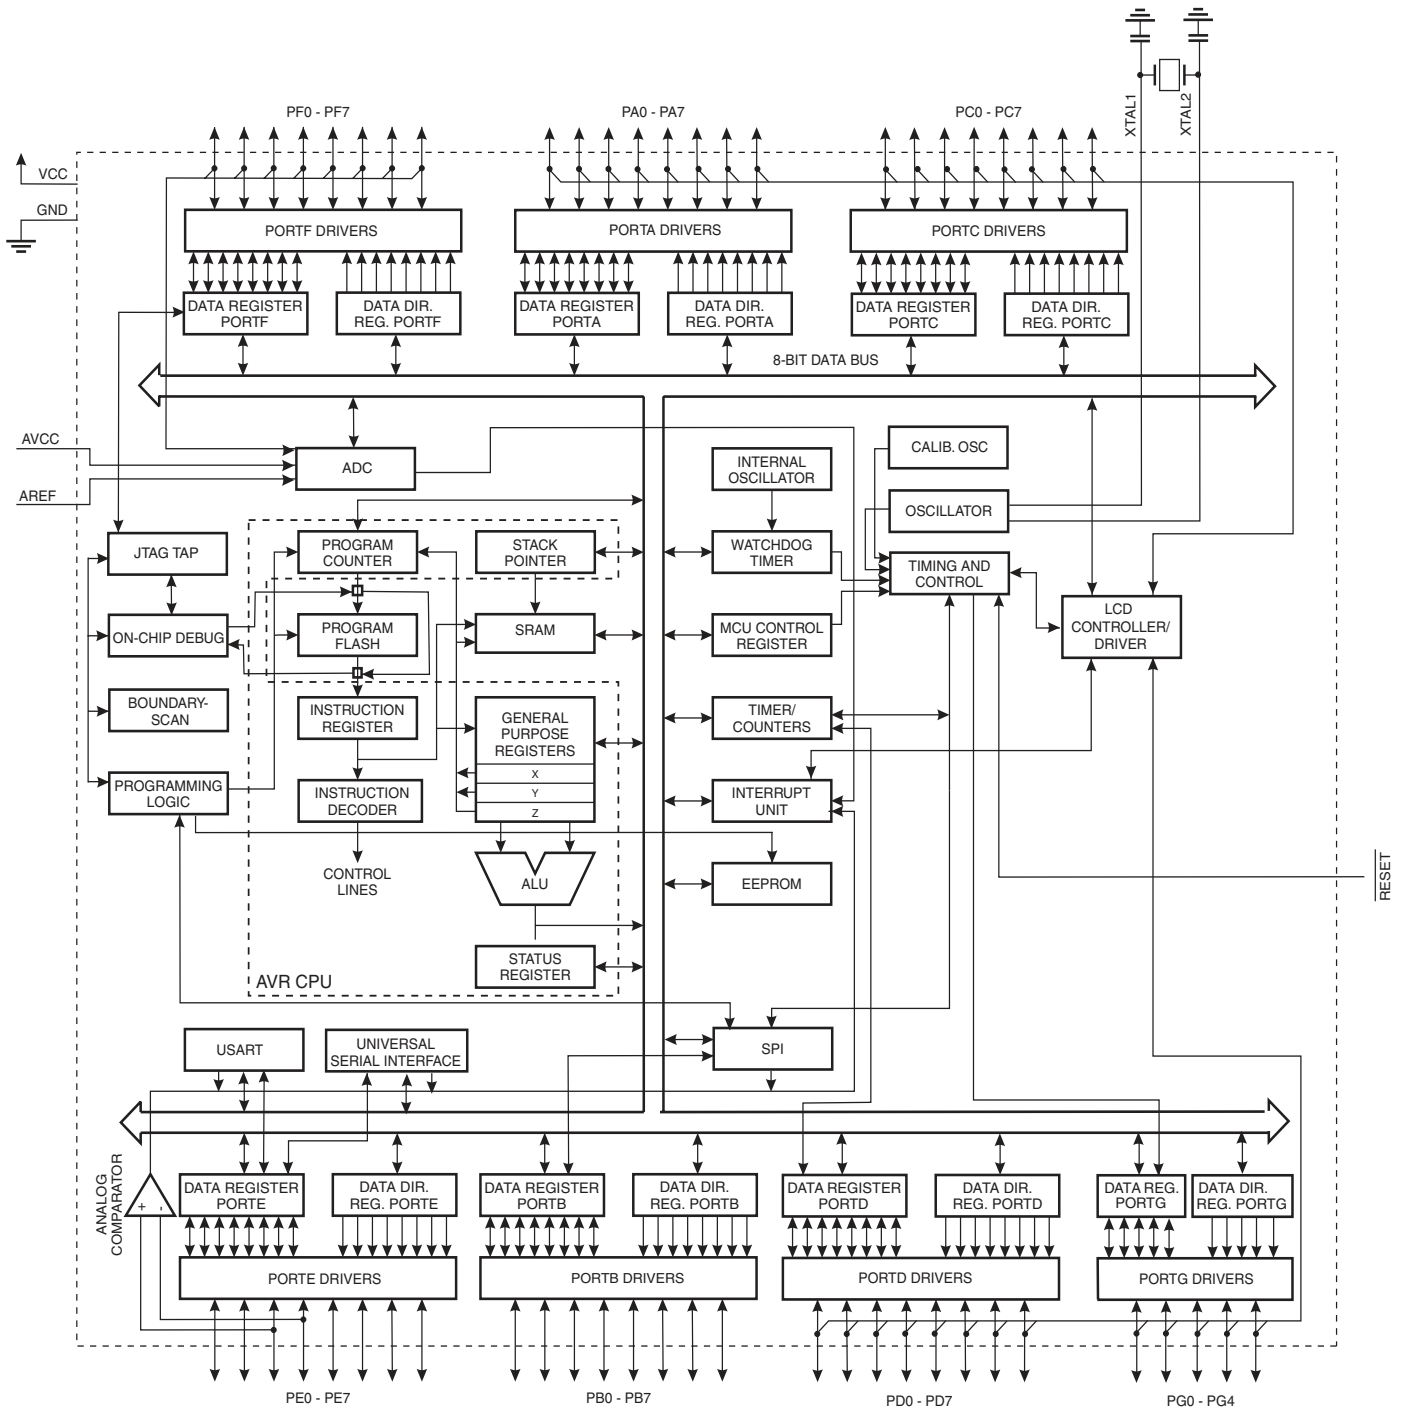 XTAL1
XTAL2
PF0 - PF7
PA0 - PA7
PC0 - PC7
VCC
GND
PORTF DRIVERS
PORTA DRIVERS
PORTC DRIVERS
DATA REGISTER
PORTF
DATA DIR.
REG. PORTF
DATA REGISTER
PORTA
DATA DIR.
REG. PORTA
DATA REGISTER
PORTC
DATA DIR.
REG. PORTC
8-BIT DATA BUS
AVCC
AREF
ADC
INTERNAL
OSCILLATOR
CALIB. OSC
OSCILLATOR
JTAG TAP
PROGRAM
COUNTER
STACK
POINTER
WATCHDOG
TIMER
TIMING AND
CONTROL
ON-CHIP DEBUG
PROGRAM
FLASH
SRAM
MCU CONTROL
REGISTER
LCD
CONTROLLER/
DRIVER
BOUNDARY-
SCAN
INSTRUCTION
REGISTER
GENERAL
PURPOSE
REGISTERS
X
Y
Z
TIMER/
COUNTERS
PROGRAMMING
LOGIC
INSTRUCTION
DECODER
INTERRUPT
UNIT
CONTROL
LINES
ALU
EEPROM
RESET
STATUS
REGISTER
AVR CPU
USART
UNIVERSAL
SERIAL INTERFACE
SPI
ANALOG
COMPARATOR
+
-
DATA REGISTER
PORTE
DATA DIR.
REG. PORTE
DATA REGISTER
PORTB
DATA DIR.
REG. PORTB
DATA REGISTER
PORTD
DATA DIR.
REG. PORTD
DATA REG.
PORTG
DATA DIR.
REG. PORTG
PORTE DRIVERS
PORTB DRIVERS
PORTD DRIVERS
PORTG DRIVERS
PE0 - PE7
PB0 - PB7
PD0 - PD7
PG0 - PG4